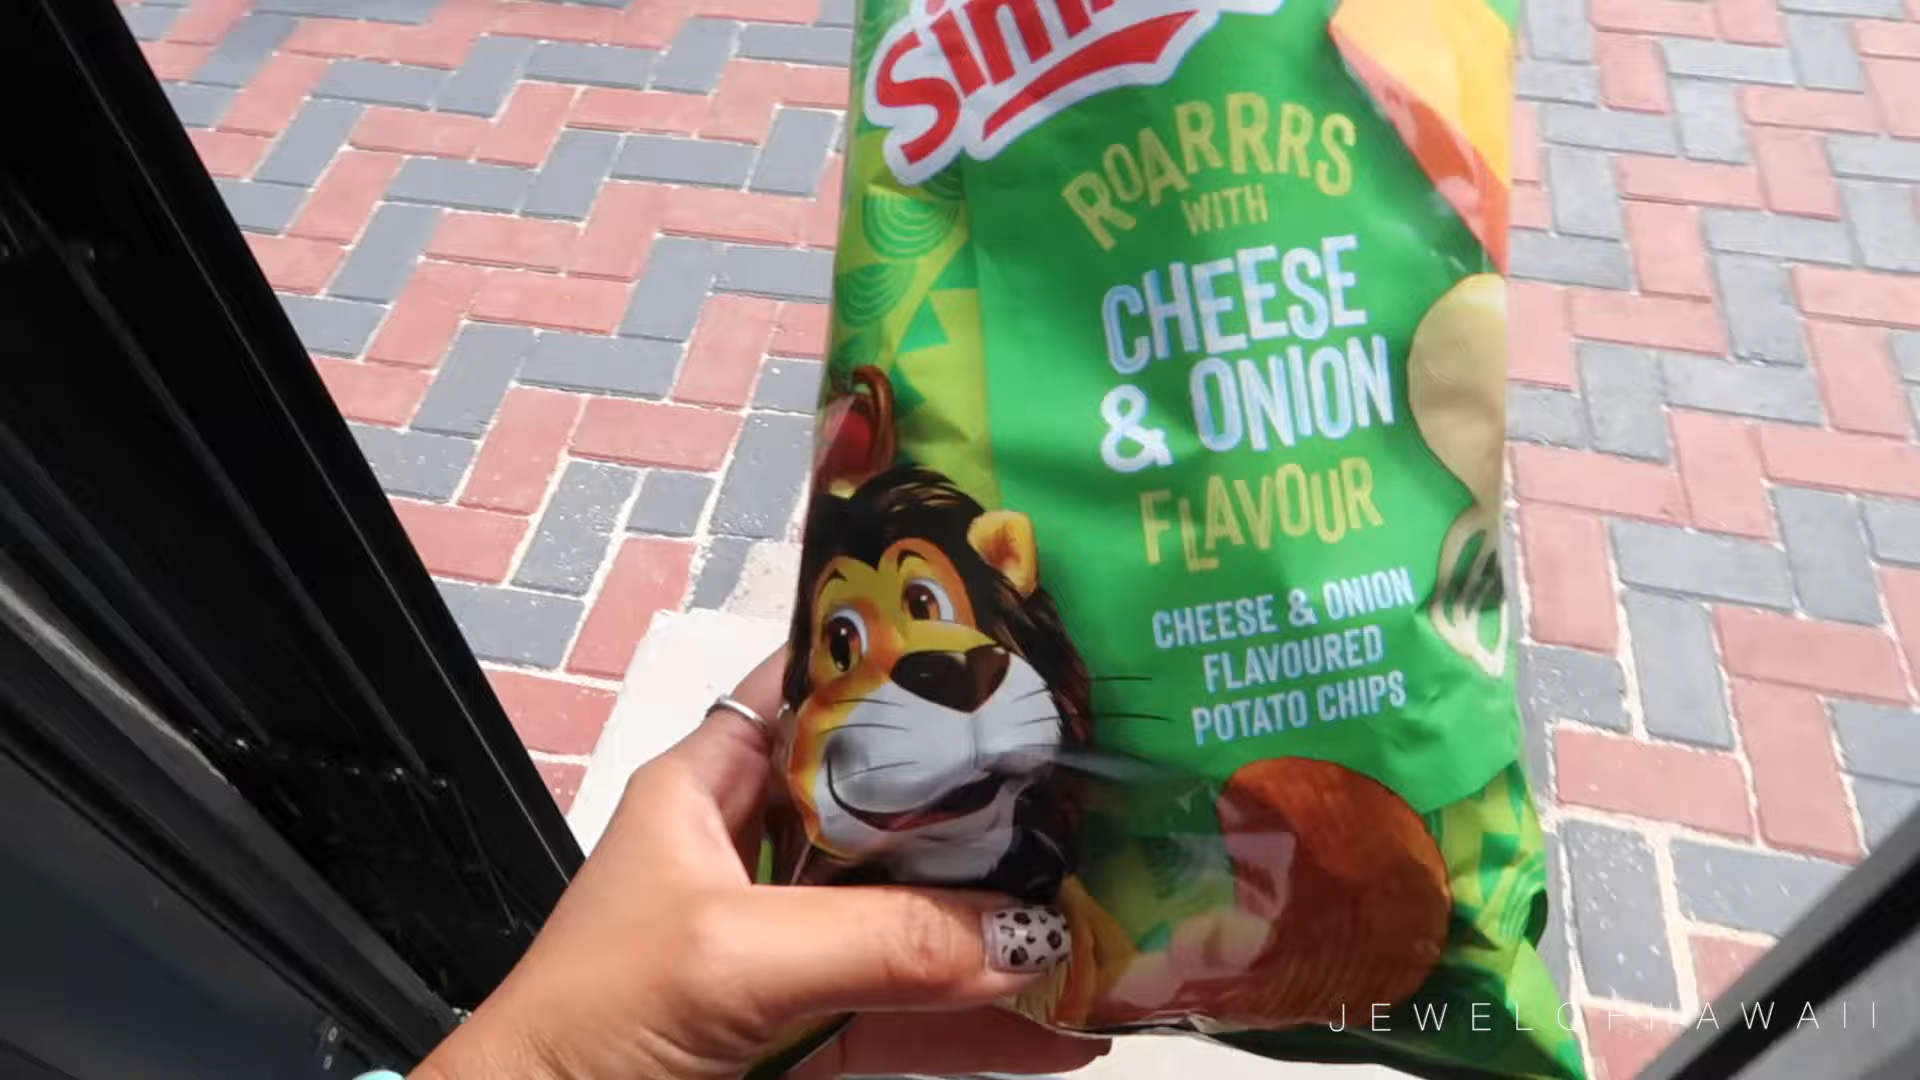 ROARRRS
WITH
CHEESE
& ONION
FLAVOUR
CHEESE & ONION
FLAVOURED
POTATO CHIPS
JEWELOFHAWAII